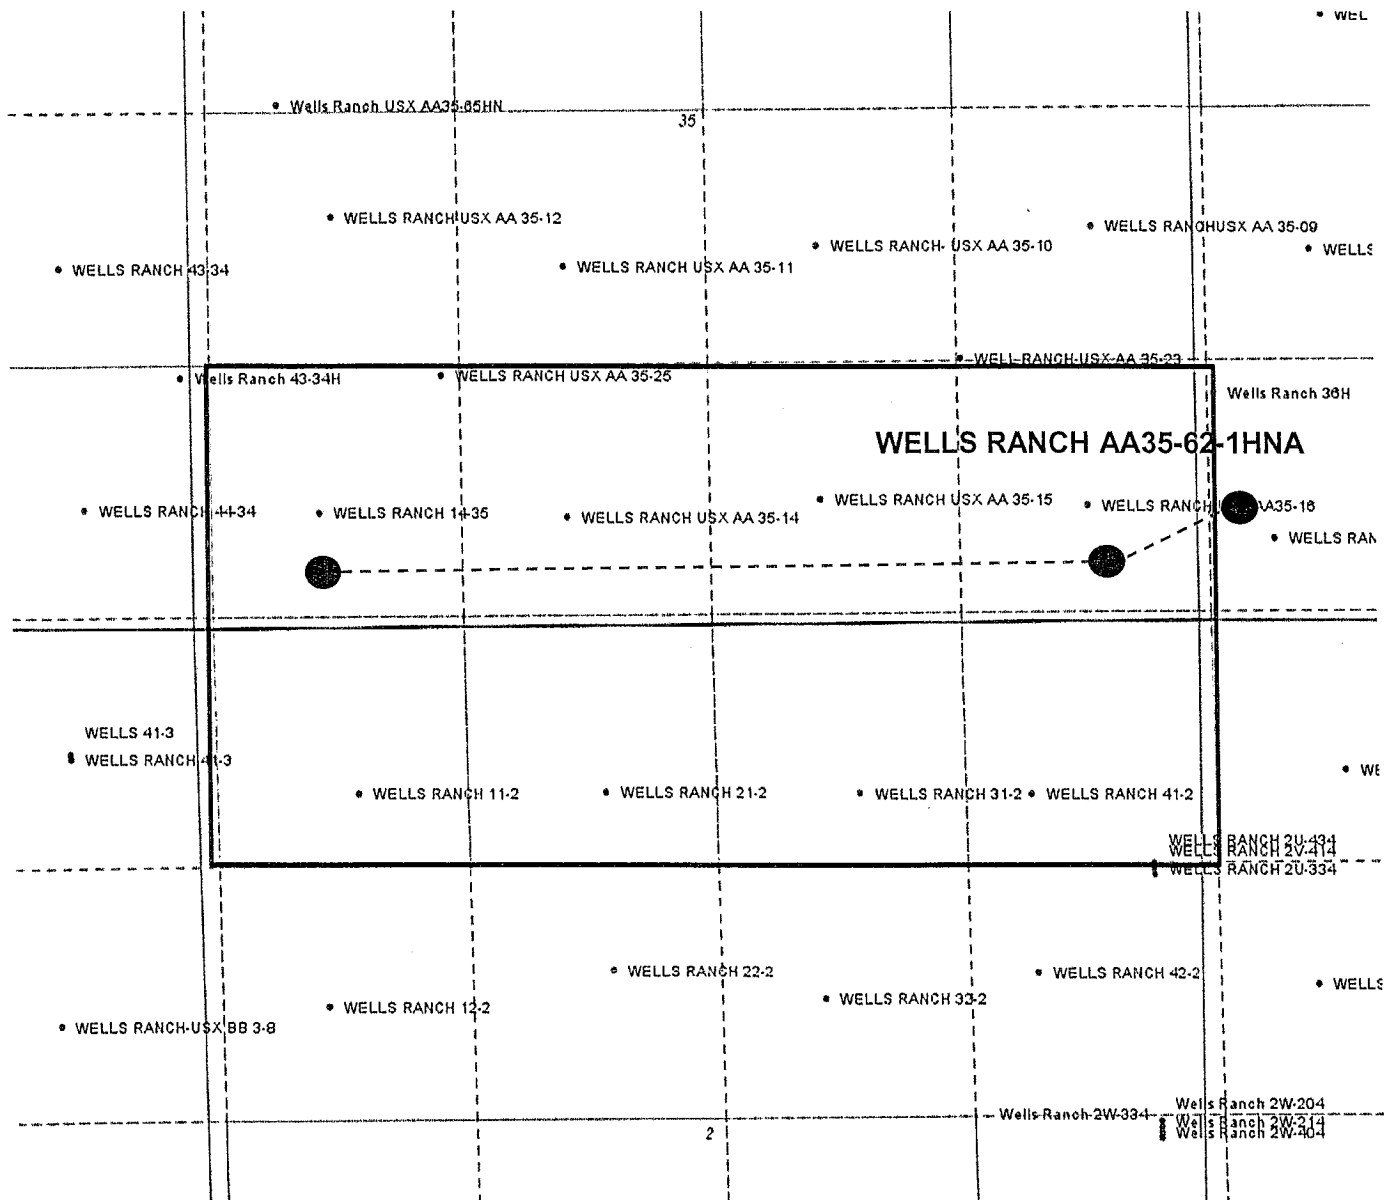 WEL
Wells Ranch USX AA35-65HN
35
WELLS RANCH USX AA 35-12
WELLS RANCHUSX AA 35-09
WELLS RANCH- USX AA 35-10
WELLS
WELLS RANCH 43-34
WELLS RANCH USX AA 35-11
WELL RANCH USX AA 35-23
Wells Ranch 43-34H
WELLS RANCH USX AA 35-25
Wells Ranch 36H
WELLS RANCH AA35-62-1HNA
WELLS RANCH 44-34
WELLS RANCH 14-35
WELLS RANCH USX AA 35-14
WELLS RANCH USX AA 35-15
WELLS RANCH AA35-16
WELLS RAN
WELLS 41-3
WELLS RANCH 41-3
WELLS RANCH 11-2
WELLS RANCH 21-2
WELLS RANCH 31-2
WELLS RANCH 41-2
WE
WELLS RANCH 2U-434
WELLS RANCH 2V-414
WELLS RANCH 2U-334
WELLS RANCH 22-2
WELLS RANCH 42-2
WELLS
WELLS RANCH 12-2
WELLS RANCH 32-2
WELLS RANCH-USX BB 3-8
Wells Ranch 2W-334
Wells Ranch 2W-204
Wells Ranch 2W-214
Wells Ranch 2W-404
2